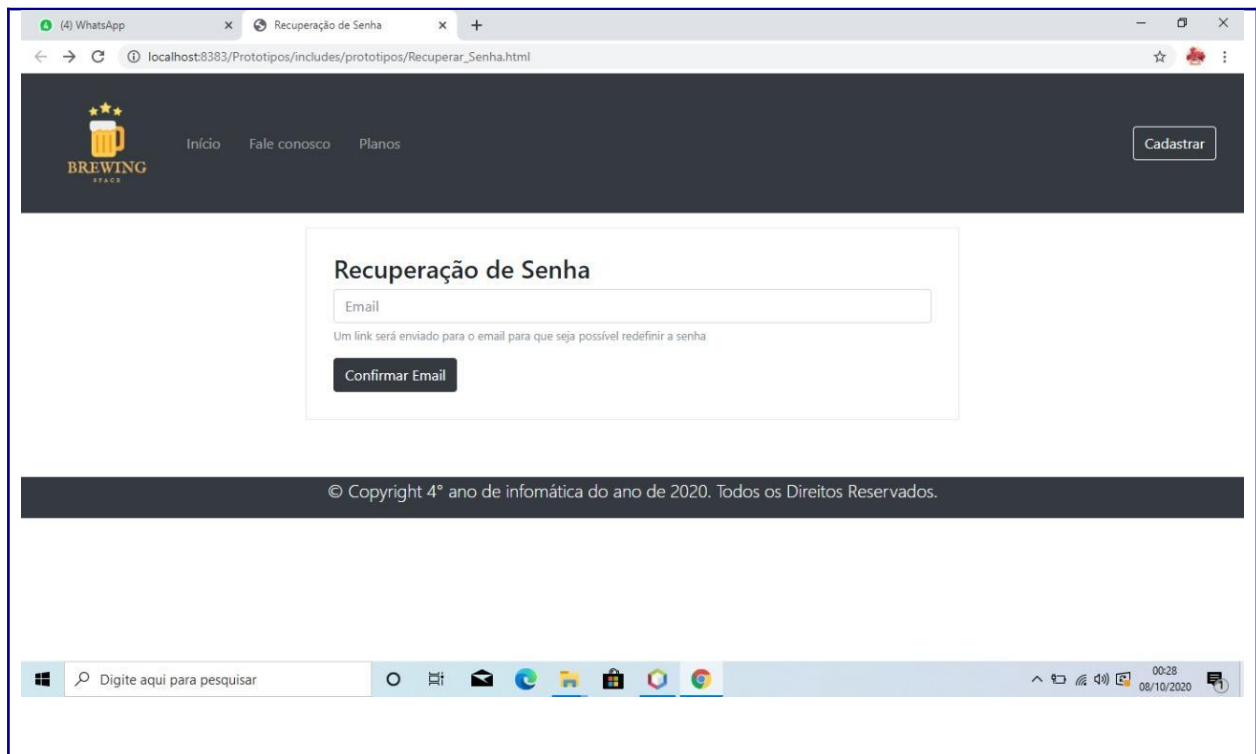 (4) WhatsApp
Recuperação de Senha
localhost:8383/Prototipos/includes/prototipos/Recuperar_Senha.html
BREWING
SPACE
Início
Fale conosco
Planos
Cadastrar
Recuperação de Senha
Email
Um link será enviado para o email para que seja possível redefinir a senha
Confirmar Email
© Copyright 4° ano de infomática do ano de 2020. Todos os Direitos Reservados.
Digite aqui para pesquisar
00:28
08/10/2020
1